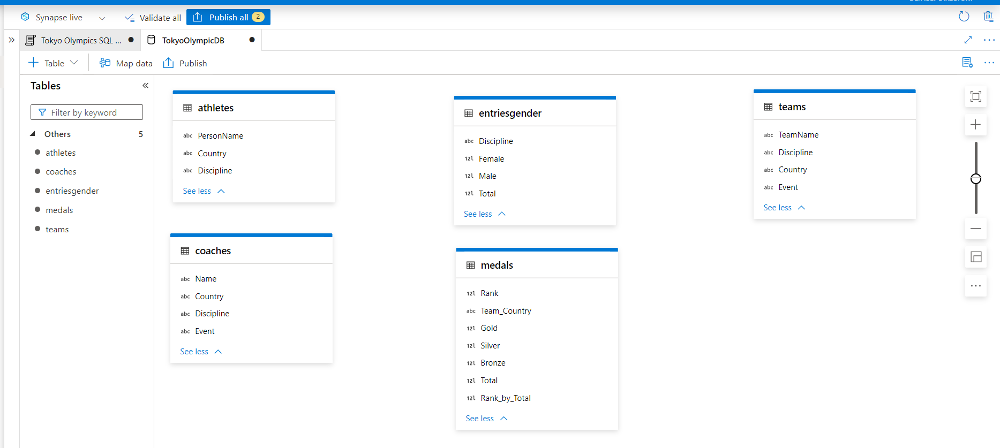 Synapse live
Validate all
Publish all 2
Tokyo Olympics SQL ...
TokyoOlympicDB
Table
Map data
Publish
Tables
Filter by keyword
Others 5
athletes
coaches
entriesgender
medals
teams
athletes
abc PersonName
abc Country
abc Discipline
See less
coaches
abc Name
abc Country
abc Discipline
abc Event
See less
entriesgender
abc Discipline
12l Female
12l Male
12l Total
See less
medals
12l Rank
abc Team_Country
12l Gold
12l Silver
12l Bronze
12l Total
12l Rank_by_Total
See less
teams
abc TeamName
abc Discipline
abc Country
abc Event
See less